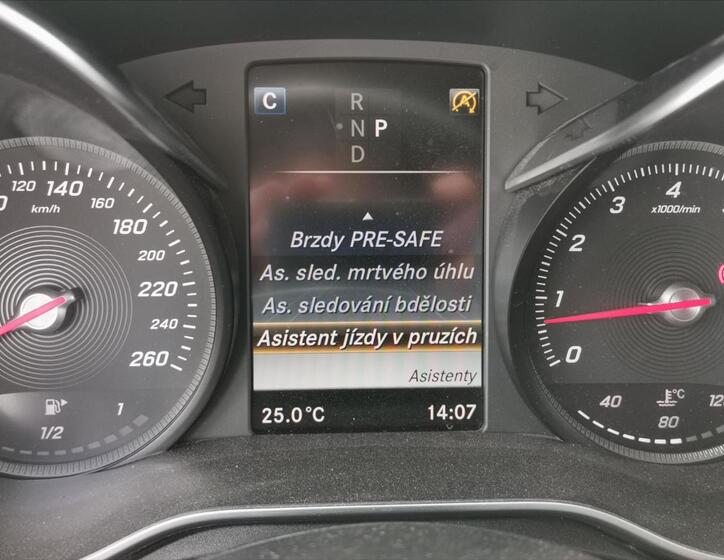 C
R
N P
D
120 140 160
km/h
180
200
220
240
260
1/2
1
Brzdy PRE-SAFE
As. sled. mrtvého úhlu
As. sledování bdělosti
Asistent jízdy v pruzích
Asistenty
25.0 °C
14:07
4
3
x1000/min
2
1
0
°C
40
80